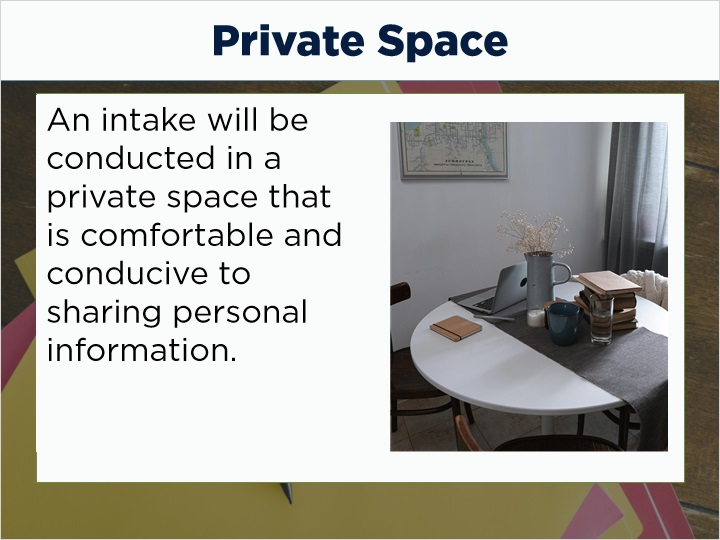 Private Space
An intake will be
conducted in a
private space that
is comfortable and
conducive to
sharing personal
information.